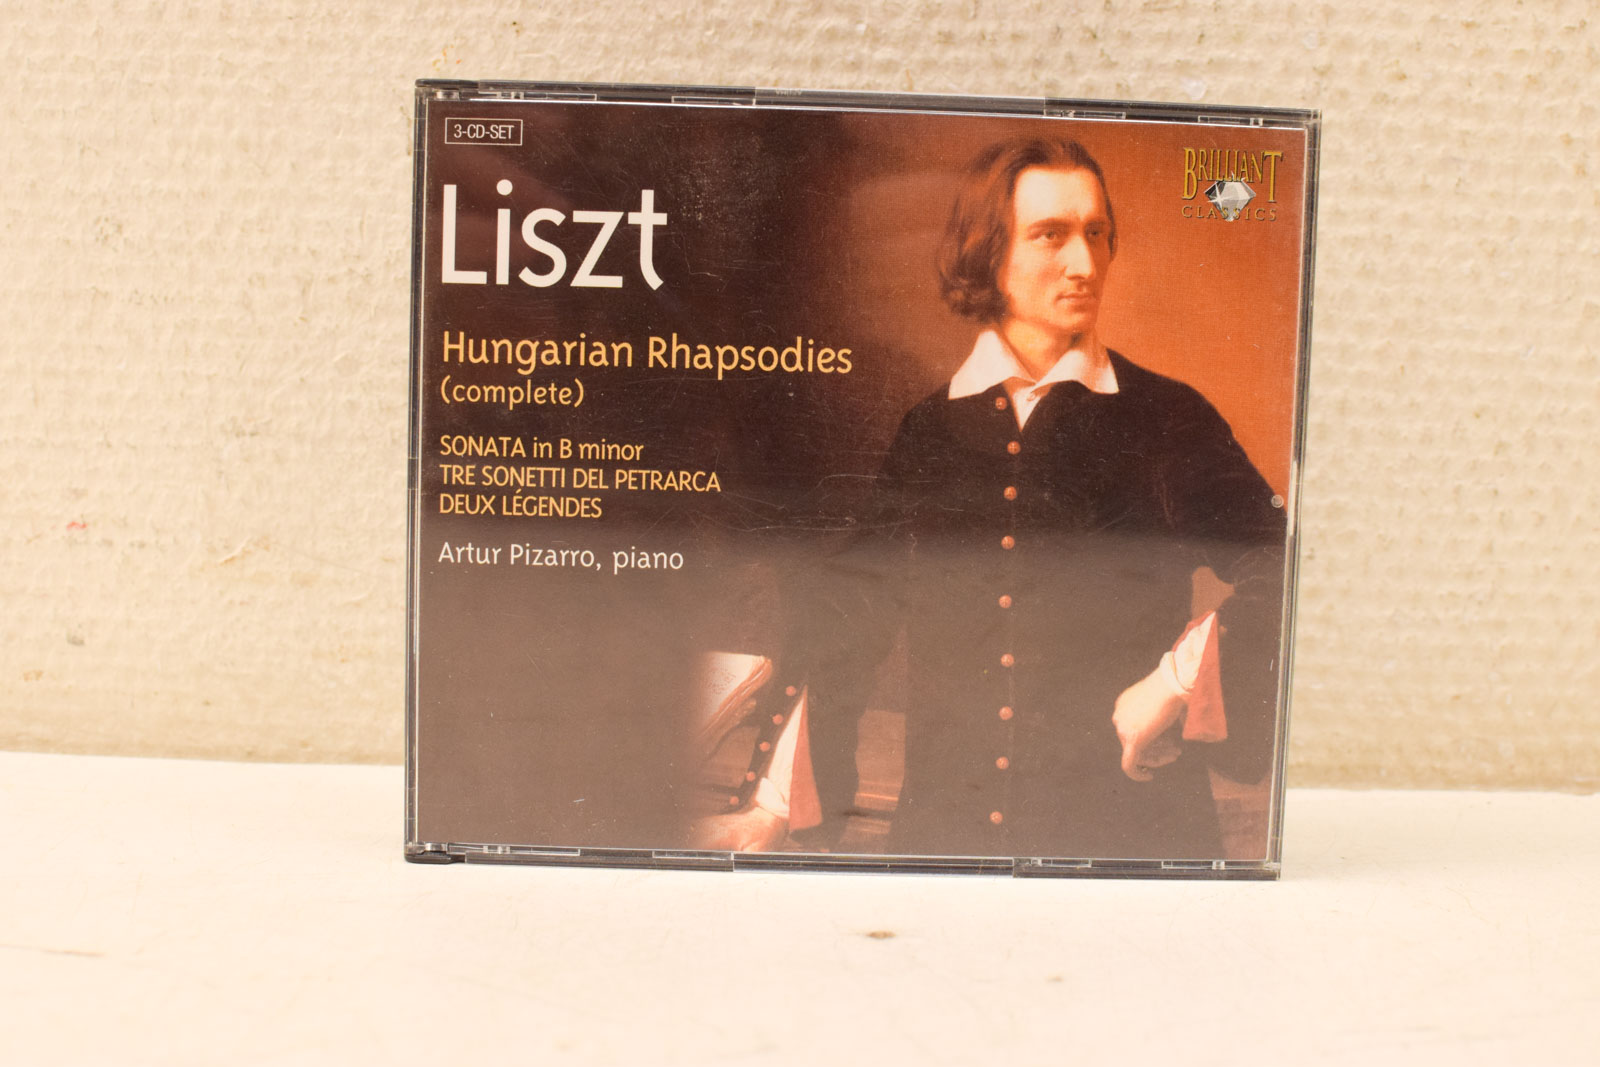 3-CD-SET
BRILLIANT
CLASSICS
Liszt
Hungarian Rhapsodies
(complete)
SONATA in B minor
TRE SONETTI DEL PETRARCA
DEUX LÉGENDES
Artur Pizarro, piano